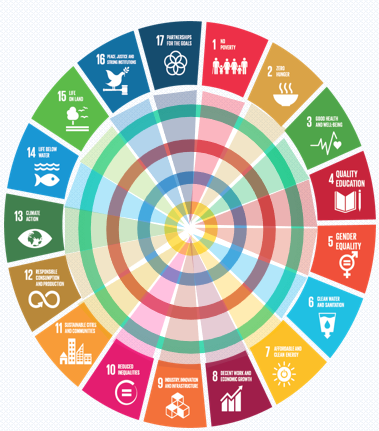 1 NO
POVERTY
2 ZERO
HUNGER
3 GOOD HEALTH
AND WELL-BEING
4 QUALITY
EDUCATION
5 GENDER
EQUALITY
6 CLEAN WATER
AND SANITATION
7 AFFORDABLE AND
CLEAN ENERGY
8 DECENT WORK AND
ECONOMIC GROWTH
9 INDUSTRY, INNOVATION
AND INFRASTRUCTURE
10 REDUCED
INEQUALITIES
11 SUSTAINABLE CITIES
AND COMMUNITIES
12 RESPONSIBLE
CONSUMPTION
AND PRODUCTION
13 CLIMATE
ACTION
14 LIFE BELOW
WATER
15 LIFE
ON LAND
16 PEACE, JUSTICE AND
STRONG INSTITUTIONS
17 PARTNERSHIPS
FOR THE GOALS